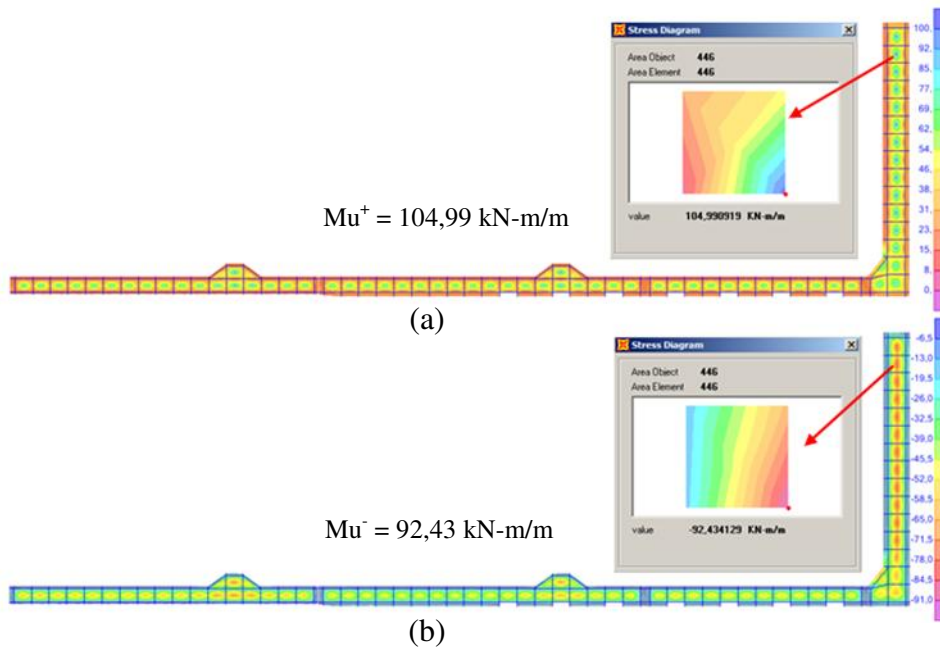 Stress Diagram
Area Object 446
Area Element 446
value 104,990919 KN-m/m
Mu+ = 104,99 kN-m/m
100,
92,
85,
77,
69,
62,
54,
46,
38,
31,
23,
15,
8,
0,
(a)
Stress Diagram
Area Object 446
Area Element 446
value -92,434129 KN-m/m
Mu- = 92,43 kN-m/m
-6,5
-13,0
-19,5
-26,0
-32,5
-39,0
-45,5
-52,0
-58,5
-65,0
-71,5
-78,0
-84,5
-91,0
(b)